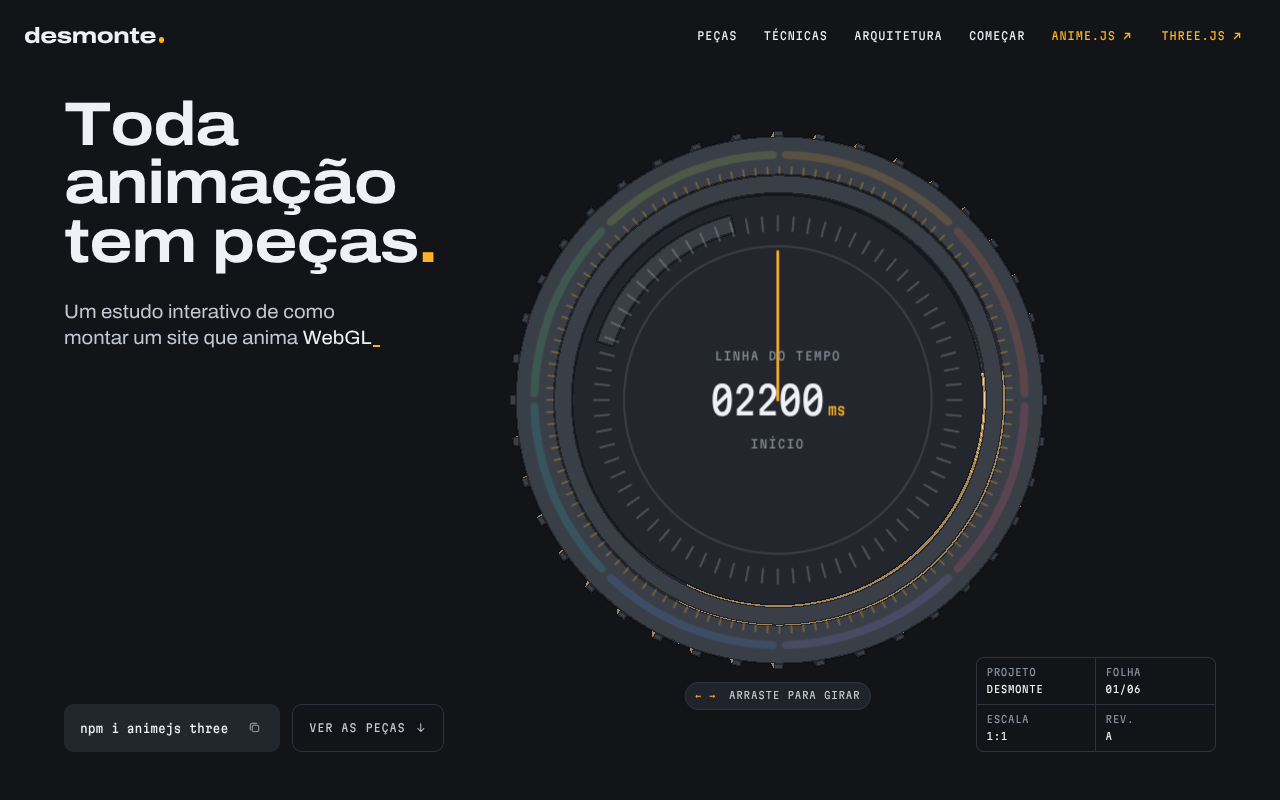 desmonte.
PEÇAS TÉCNICAS ARQUITETURA COMEÇAR ANIME.JS ↗ THREE.JS ↗
Toda
animação
tem peças.
Um estudo interativo de como
montar um site que anima WebGL_
LINHA DO TEMPO
02200 ms
INÍCIO
← → ARRASTE PARA GIRAR
npm i animejs three
VER AS PEÇAS ↓
PROJETO
DESMONTE
FOLHA
01/06
ESCALA
1:1
REV.
A